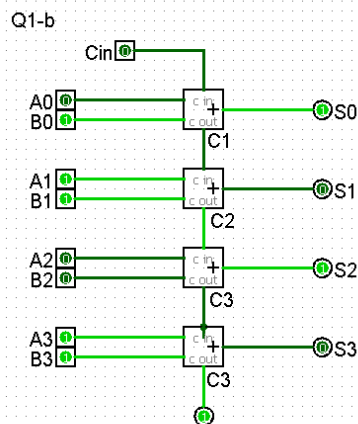 Q1-b
Cin 0
A0 0 c in + S0 1
B0 1 c out
C1
A1 1 c in + S1 0
B1 1 c out
C2
A2 0 c in + S2 1
B2 0 c out
C3
A3 1 c in + S3 0
B3 1 c out
C3
1